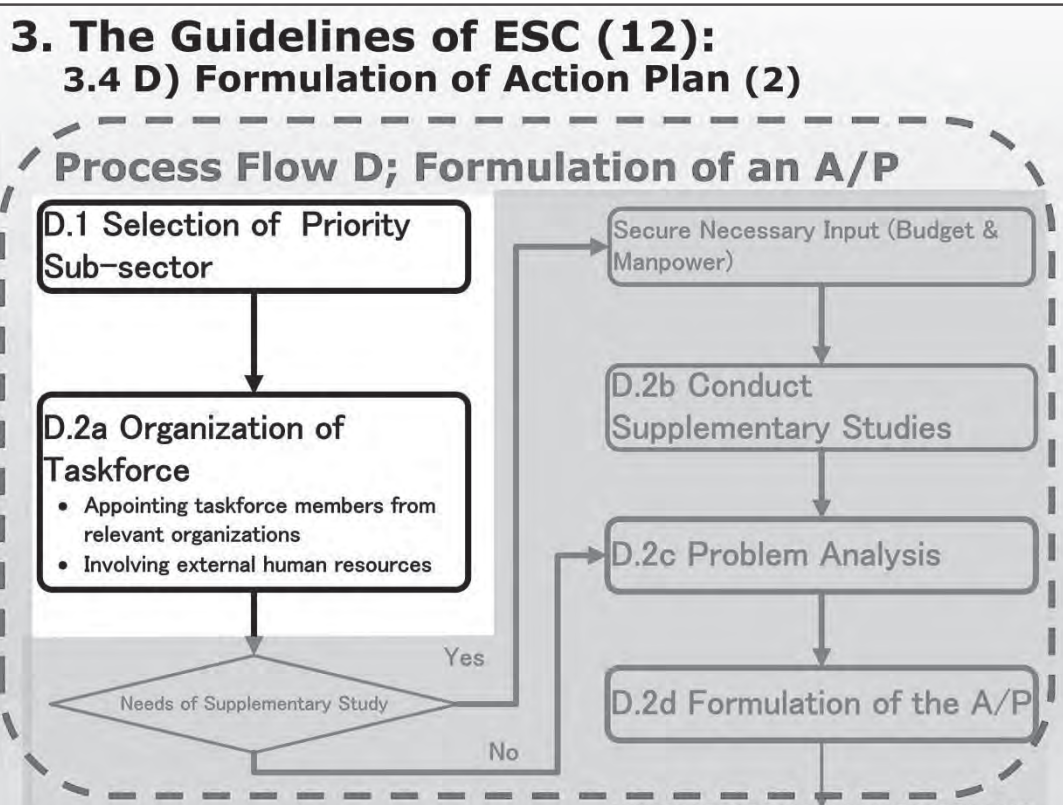 3. The Guidelines of ESC (12):
3.4 D) Formulation of Action Plan (2)
Process Flow D; Formulation of an A/P
D.1 Selection of Priority
Sub-sector
D.2a Organization of
Taskforce
• Appointing taskforce members from
relevant organizations
• Involving external human resources
Needs of Supplementary Study
Yes
No
Secure Necessary Input (Budget &
Manpower)
D.2b Conduct
Supplementary Studies
D.2c Problem Analysis
D.2d Formulation of the A/P